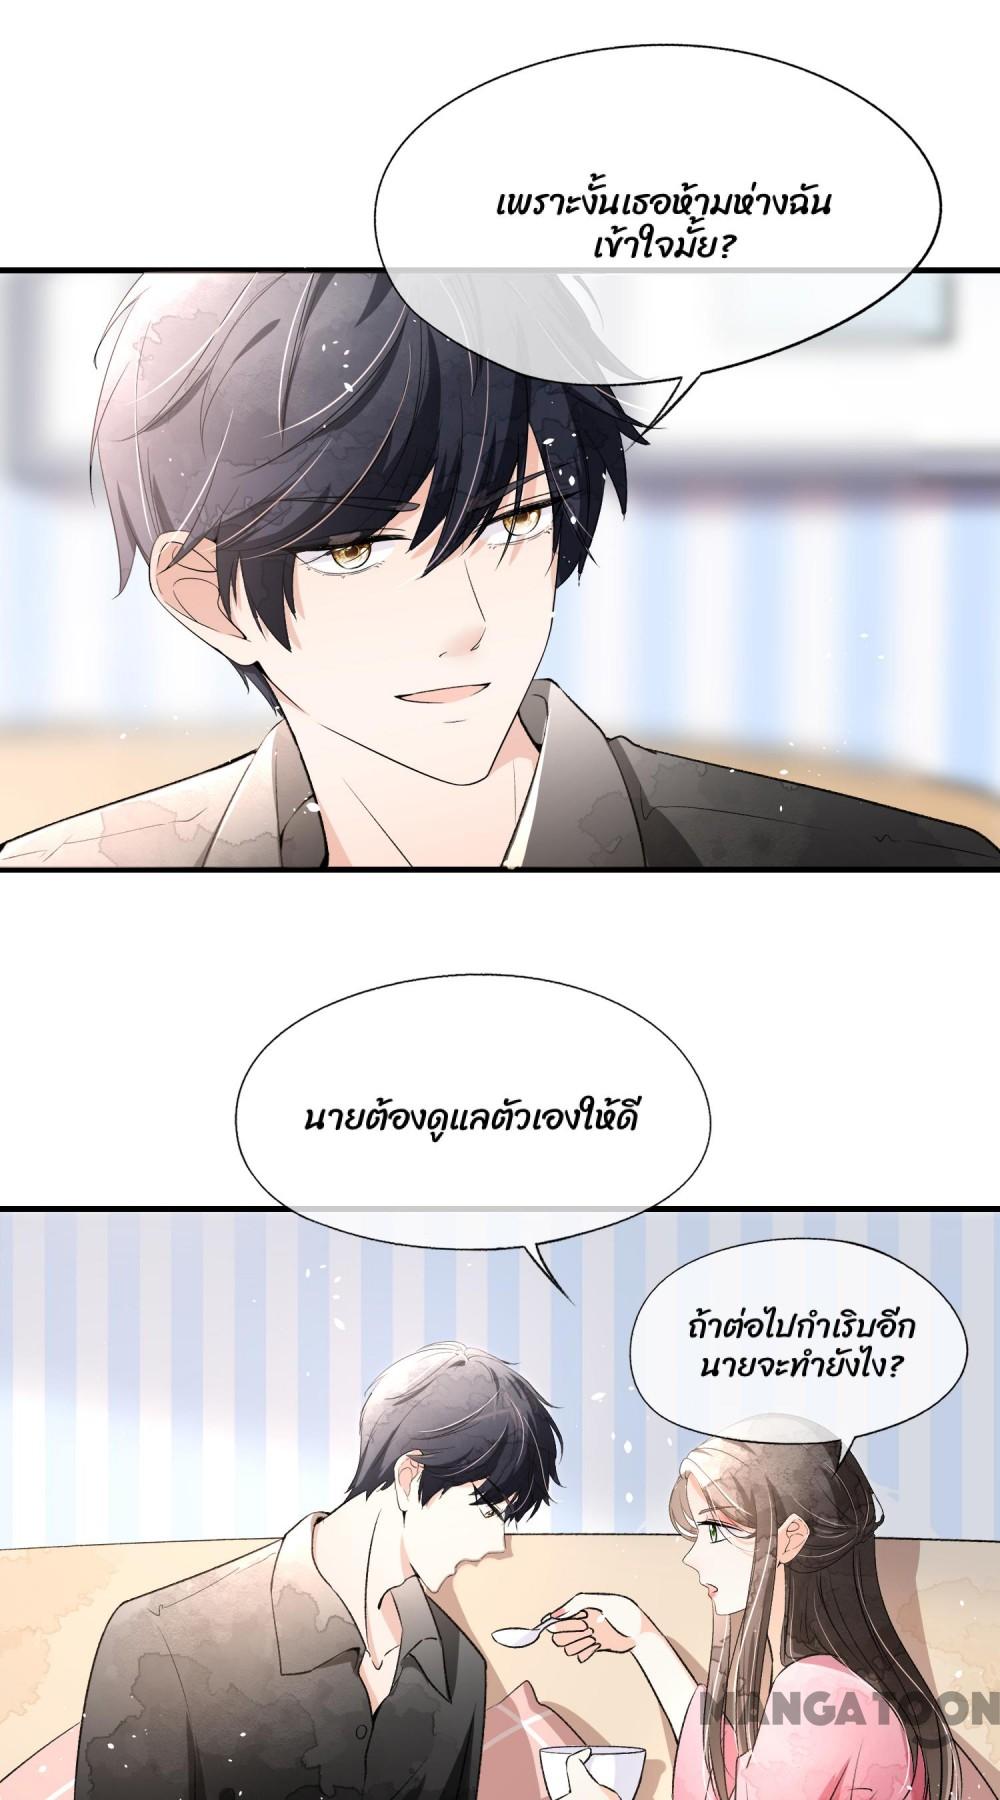 เพราะงั้นเธอห้ามห่างฉัน
เข้าใจมั้ย?
นายต้องดูแลตัวเองให้ดี
ถ้าต่อไปกำเริบอีก
นายจะทำยังไง?
MANGATOON